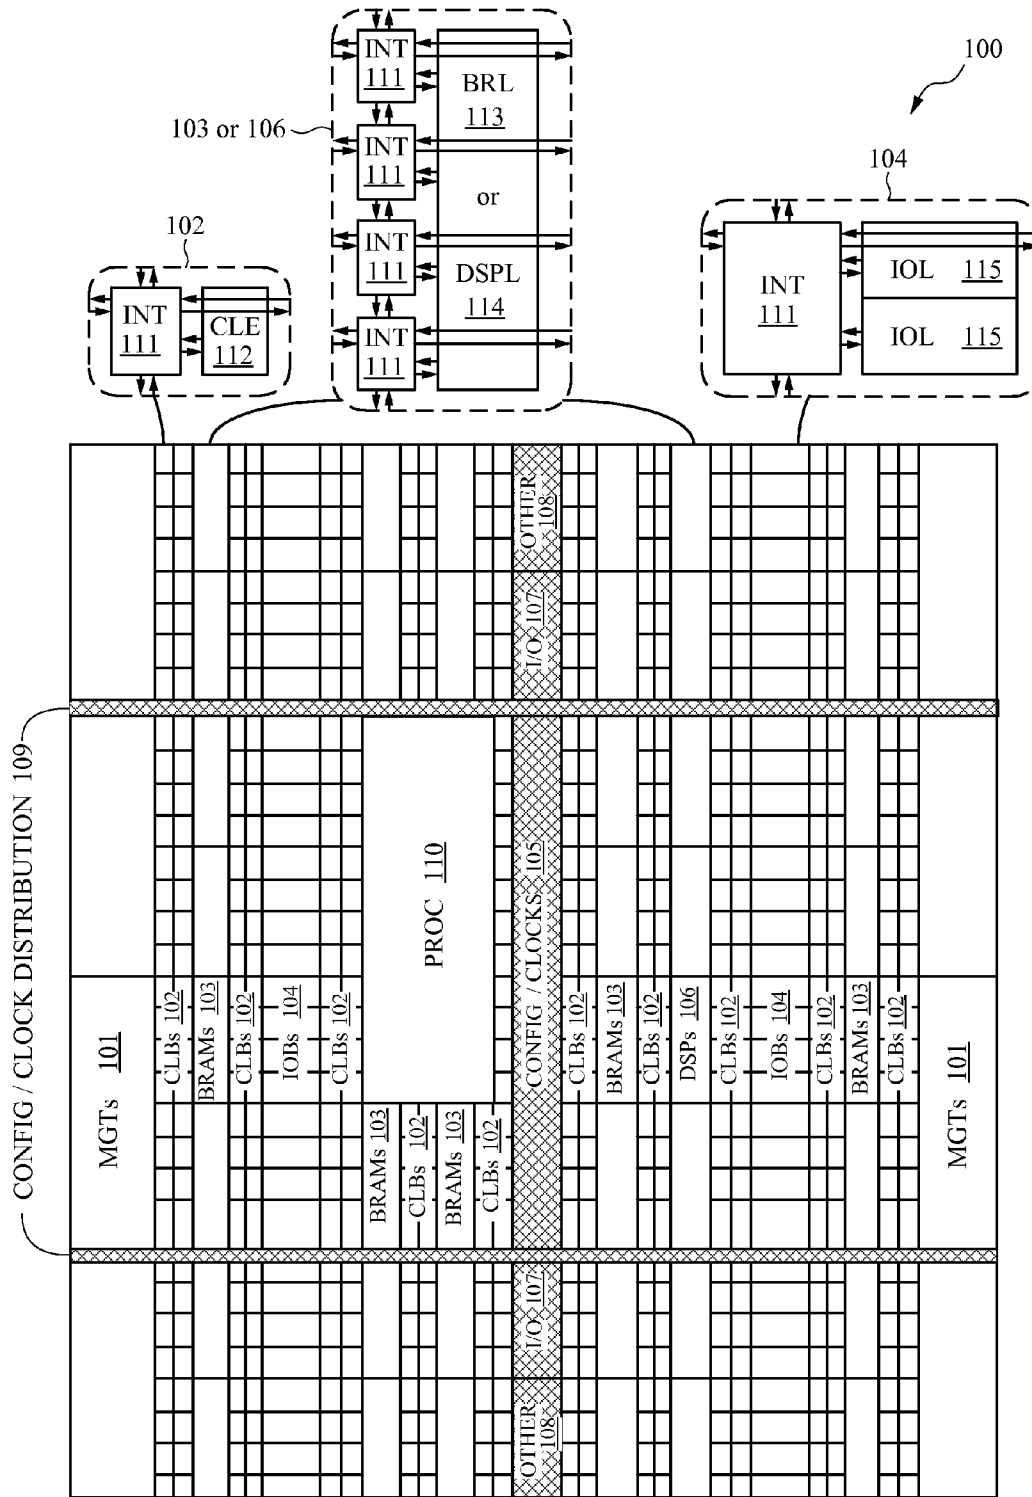 100
103 or 106
INT
111
INT
111
INT
111
INT
111
BRL
113
or
DSPL
114
102
INT
111
CLE
112
104
INT
111
IOL 115
IOL 115
CONFIG / CLOCK DISTRIBUTION 109
OTHER
108
I/O 107
PROC 110
CONFIG / CLOCKS 105
MGTs 101
CLBs 102
BRAMs 103
CLBs 102
IOBs 104
CLBs 102
BRAMs 103
CLBs 102
BRAMs 103
CLBs 102
CLBs 102
BRAMs 103
CLBs 102
DSPs 106
CLBs 102
IOBs 104
CLBs 102
BRAMs 103
CLBs 102
MGTs 101
I/O 107
OTHER
108